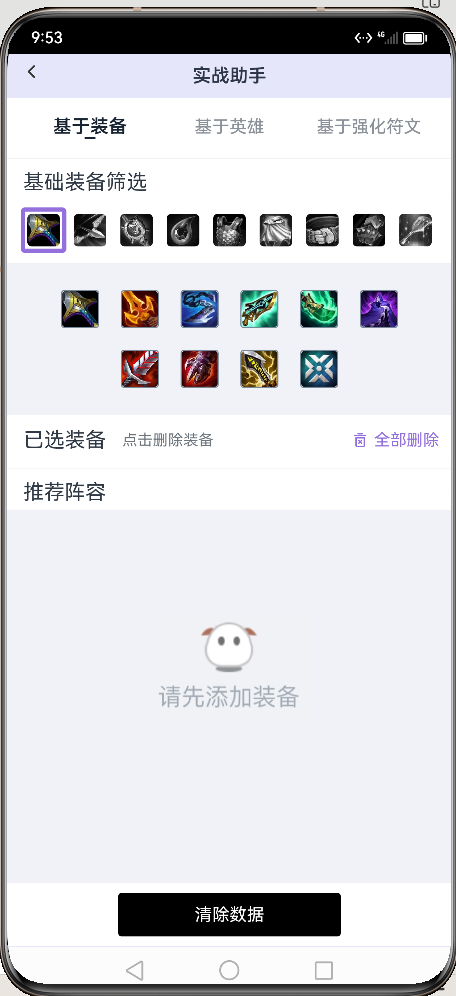 9:53
4G
实战助手
基于装备
基于英雄
基于强化符文
基础装备筛选
已选装备 点击删除装备 全部删除
推荐阵容
请先添加装备
清除数据